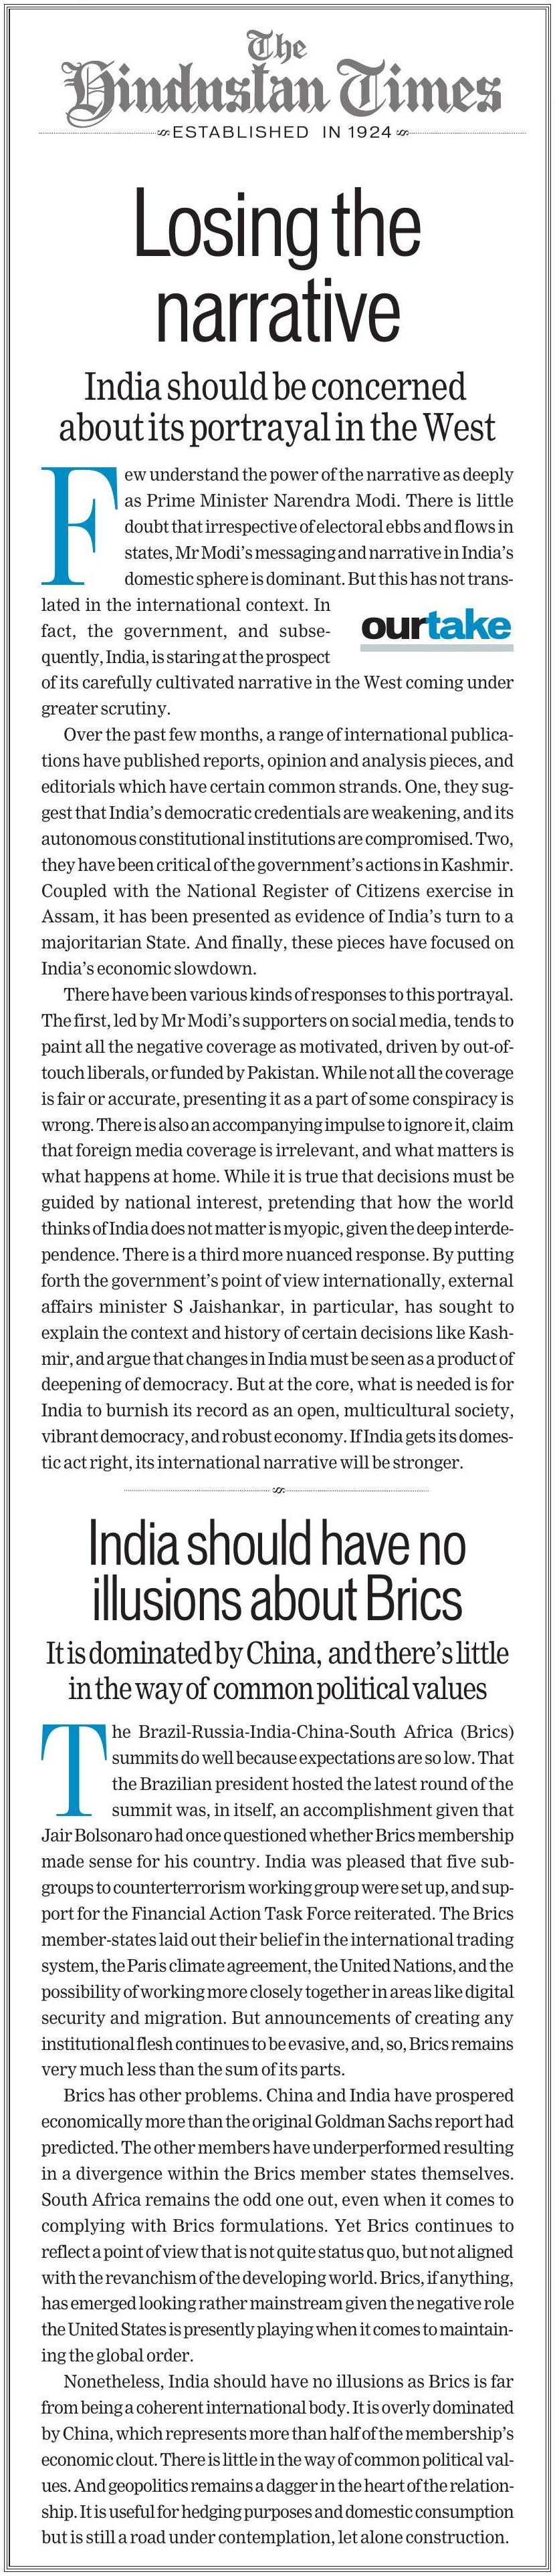 The
Hindustan Times
ESTABLISHED IN 1924
Losing the
narrative
India should be concerned
about its portrayal in the West
Few understand the power of the narrative as deeply
as Prime Minister Narendra Modi. There is little
doubt that irrespective of electoral ebbs and flows in
states, Mr Modi's messaging and narrative in India's
domestic sphere is dominant. But this has not trans-
lated in the international context. In
fact, the government, and subse-
quently, India, is staring at the prospect
ourtake
of its carefully cultivated narrative in the West coming under
greater scrutiny.
Over the past few months, a range of international publica-
tions have published reports, opinion and analysis pieces, and
editorials which have certain common strands. One, they sug-
gest that India's democratic credentials are weakening, and its
autonomous constitutional institutions are compromised. Two,
they have been critical of the government's actions in Kashmir.
Coupled with the National Register of Citizens exercise in
Assam, it has been presented as evidence of India's turn to a
majoritarian State. And finally, these pieces have focused on
India's economic slowdown.
There have been various kinds of responses to this portrayal.
The first, led by Mr Modi's supporters on social media, tends to
paint all the negative coverage as motivated, driven by out-of-
touch liberals, or funded by Pakistan. While not all the coverage
is fair or accurate, presenting it as a part of some conspiracy is
wrong. There is also an accompanying impulse to ignore it, claim
that foreign media coverage is irrelevant, and what matters is
what happens at home. While it is true that decisions must be
guided by national interest, pretending that how the world
thinks of India does not matter is myopic, given the deep interde-
pendence. There is a third more nuanced response. By putting
forth the government's point of view internationally, external
affairs minister S Jaishankar, in particular, has sought to
explain the context and history of certain decisions like Kash-
mir, and argue that changes in India must be seen as a product of
deepening of democracy. But at the core, what is needed is for
India to burnish its record as an open, multicultural society,
vibrant democracy, and robust economy. If India gets its domes-
tic act right, its international narrative will be stronger.
India should have no
illusions about Brics
It is dominated by China, and there's little
in the way of common political values
The Brazil-Russia-India-China-South Africa (Brics)
summits do well because expectations are so low. That
the Brazilian president hosted the latest round of the
summit was, in itself, an accomplishment given that
Jair Bolsonaro had once questioned whether Brics membership
made sense for his country. India was pleased that five sub-
groups to counterterrorism working group were set up, and sup-
port for the Financial Action Task Force reiterated. The Brics
member-states laid out their belief in the international trading
system, the Paris climate agreement, the United Nations, and the
possibility of working more closely together in areas like digital
security and migration. But announcements of creating any
institutional flesh continues to be evasive, and, so, Brics remains
very much less than the sum of its parts.
Brics has other problems. China and India have prospered
economically more than the original Goldman Sachs report had
predicted. The other members have underperformed resulting
in a divergence within the Brics member states themselves.
South Africa remains the odd one out, even when it comes to
complying with Brics formulations. Yet Brics continues to
reflect a point of view that is not quite status quo, but not aligned
with the revanchism of the developing world. Brics, if anything,
has emerged looking rather mainstream given the negative role
the United States is presently playing when it comes to maintain-
ing the global order.
Nonetheless, India should have no illusions as Brics is far
from being a coherent international body. It is overly dominated
by China, which represents more than half of the membership's
economic clout. There is little in the way of common political val-
ues. And geopolitics remains a dagger in the heart of the relation-
ship. It is useful for hedging purposes and domestic consumption
but is still a road under contemplation, let alone construction.